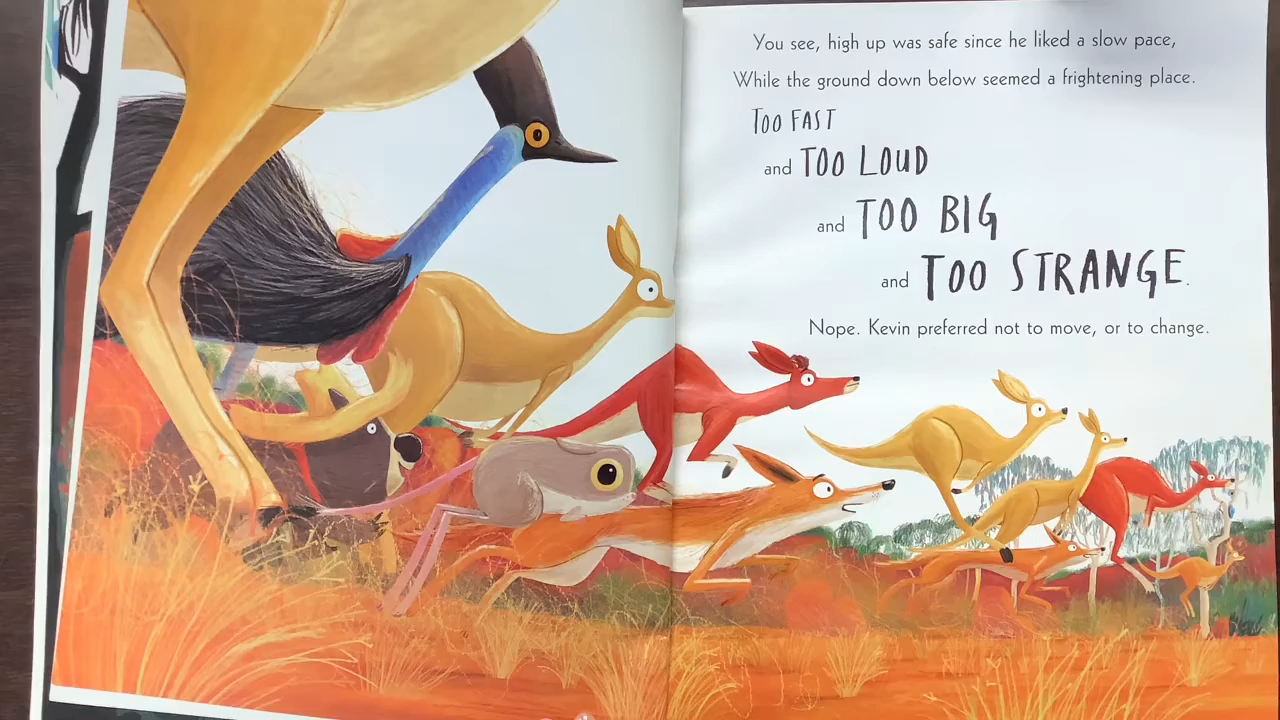 You see, high up was safe since he liked a slow pace,
While the ground down below seemed a frightening place.
TOO FAST
and TOO LOUD
and TOO BIG
and TOO STRANGE.
Nope. Kevin preferred not to move, or to change.